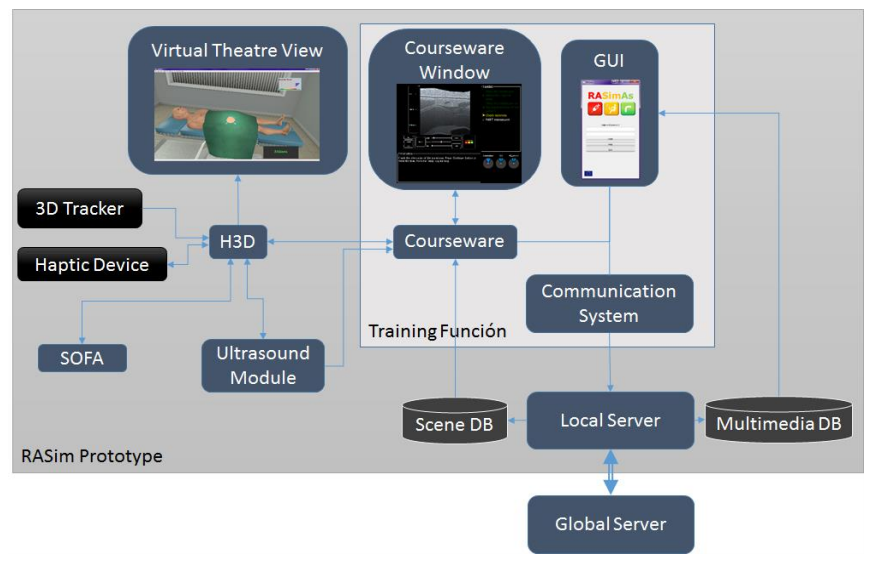 Virtual Theatre View
Courseware
Window
GUI
RASimAs
3D Tracker
H3D
Courseware
Haptic Device
Communication
System
Training Función
SOFA
Ultrasound
Module
Scene DB
Local Server
Multimedia DB
RASim Prototype
Global Server